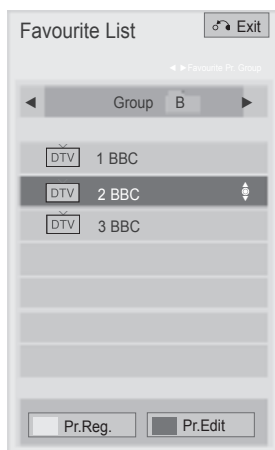 Favourite List
Exit
◄ ►Favourite Pr. Group
◄ Group B ►
DTV 1 BBC
DTV 2 BBC
DTV 3 BBC
Pr.Reg. Pr.Edit